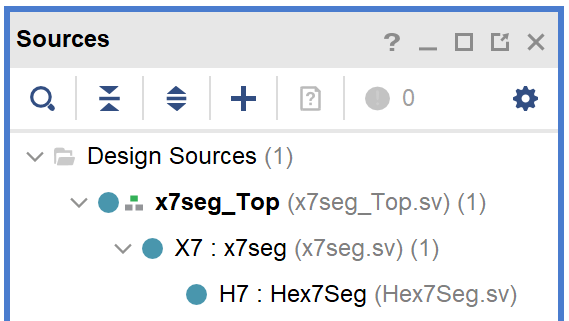 Sources
?
0
Design Sources (1)
x7seg_Top (x7seg_Top.sv) (1)
X7 : x7seg (x7seg.sv) (1)
H7 : Hex7Seg (Hex7Seg.sv)